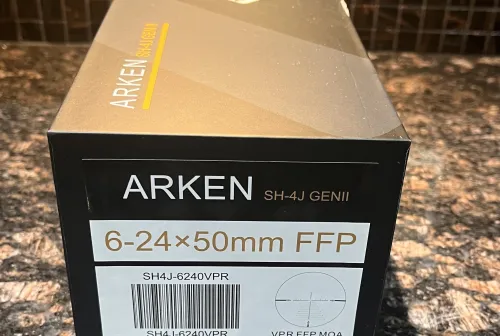 ARKEN SH-4J GENII
ARKEN SH-4J GENII
6-24×50mm FFP
SH4J-6240VPR
SH4J-6240VPR
VPR FFP MOA